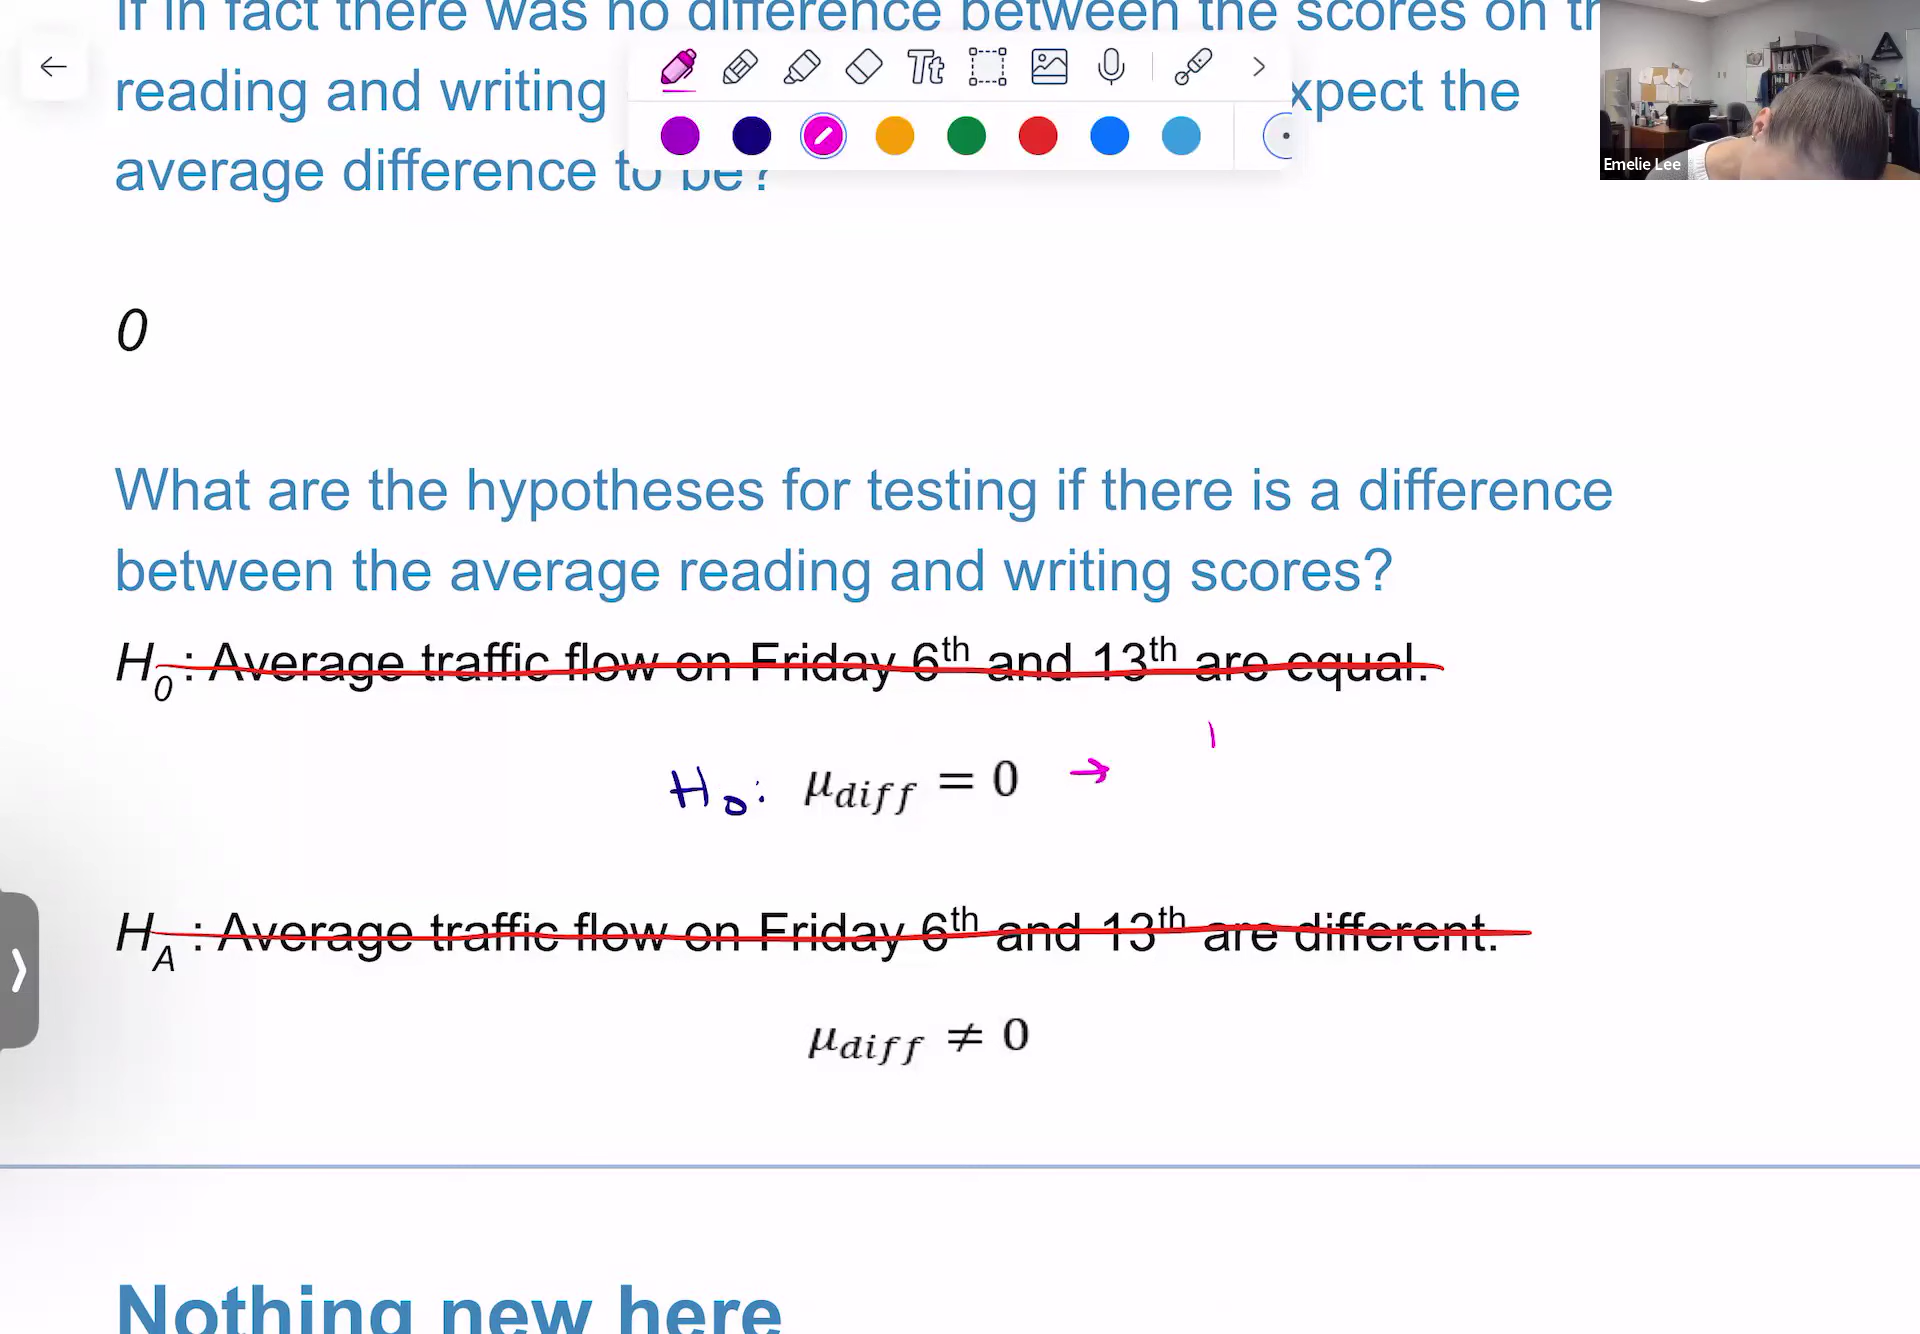 If in fact there was no difference between the scores on
reading and writing xpect the
average difference to be?
Tt
Emelie Lee
0
What are the hypotheses for testing if there is a difference
between the average reading and writing scores?
H0 : Average traffic flow on Friday 6th and 13th are equal.
H0: μdiff = 0 →
HA : Average traffic flow on Friday 6th and 13th are different.
μdiff ≠ 0
Nothing new here